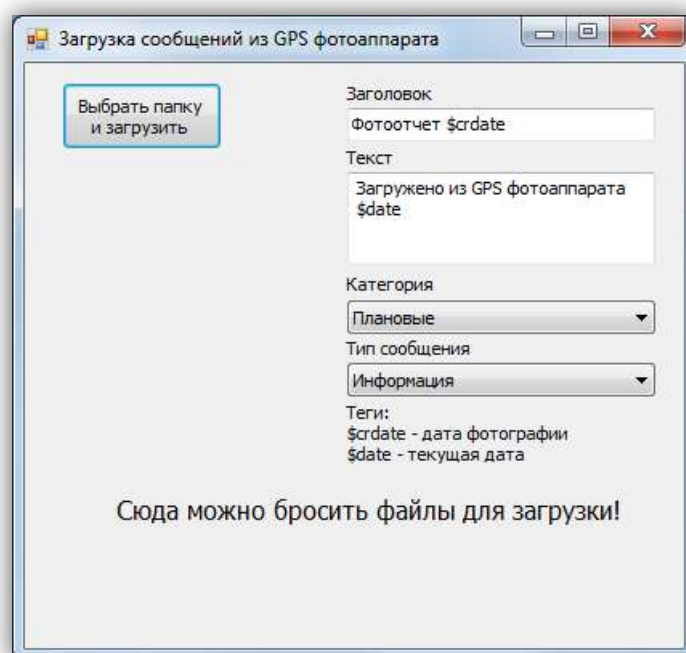 Загрузка сообщений из GPS фотоаппарата
Выбрать папку
и загрузить
Заголовок
Фотоотчет $crdate
Текст
Загружено из GPS фотоаппарата
$date
Категория
Плановые
Тип сообщения
Информация
Теги:
$crdate - дата фотографии
$date - текущая дата
Сюда можно бросить файлы для загрузки!